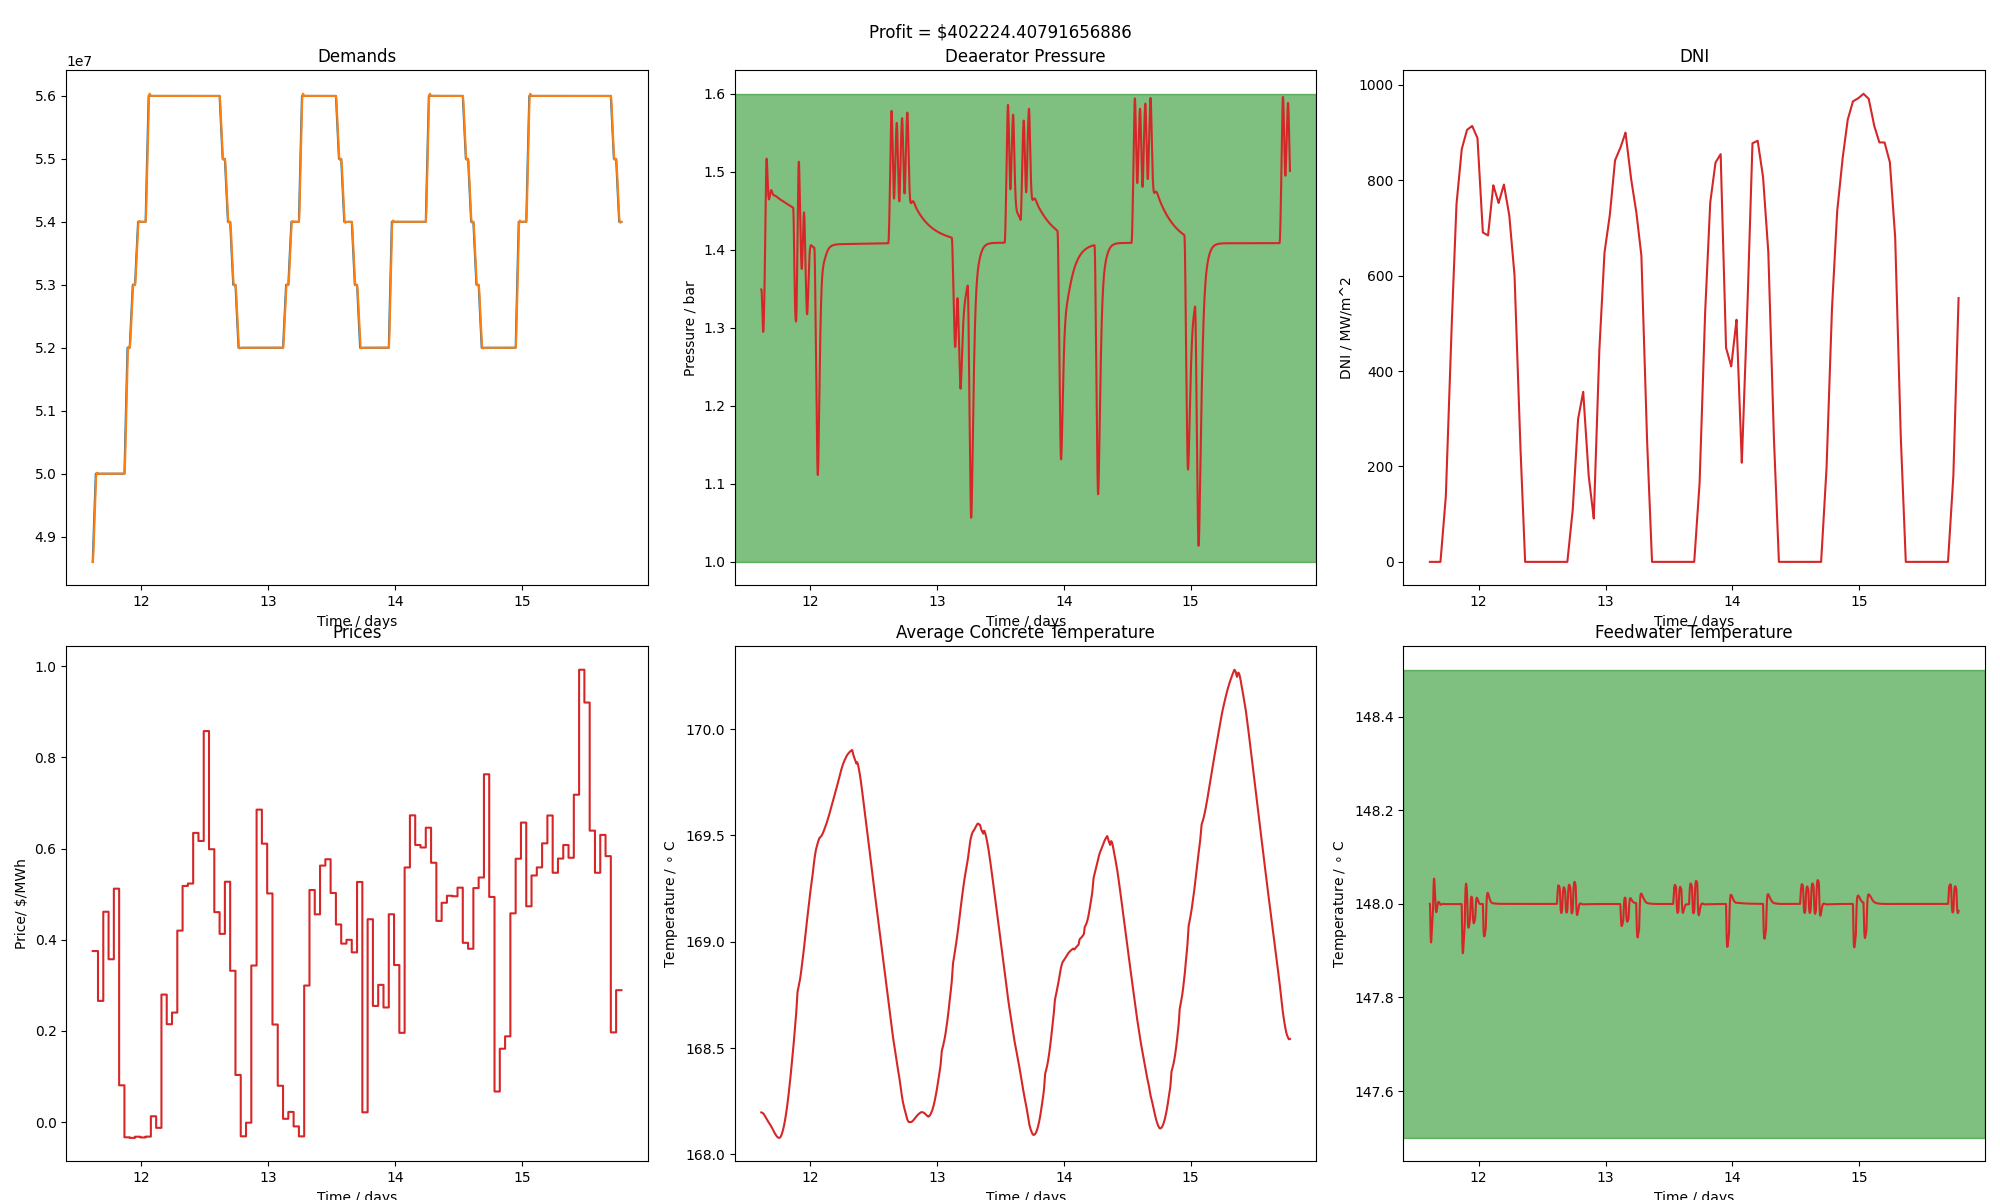 Profit = $402224.40791656886
Demands
1e7
5.6
5.5
5.4
5.3
5.2
5.1
5.0
4.9
12 13 14 15
Time / days
Deaerator Pressure
Pressure / bar
1.6
1.5
1.4
1.3
1.2
1.1
1.0
12 13 14 15
Time / days
DNI
DNI / MW/m^2
1000
800
600
400
200
0
12 13 14 15
Time / days
Prices
Price/ $/MWh
1.0
0.8
0.6
0.4
0.2
0.0
12 13 14 15
Time / days
Average Concrete Temperature
Temperature / ∘ C
170.0
169.5
169.0
168.5
168.0
12 13 14 15
Time / days
Feedwater Temperature
Temperature / ∘ C
148.4
148.2
148.0
147.8
147.6
12 13 14 15
Time / days